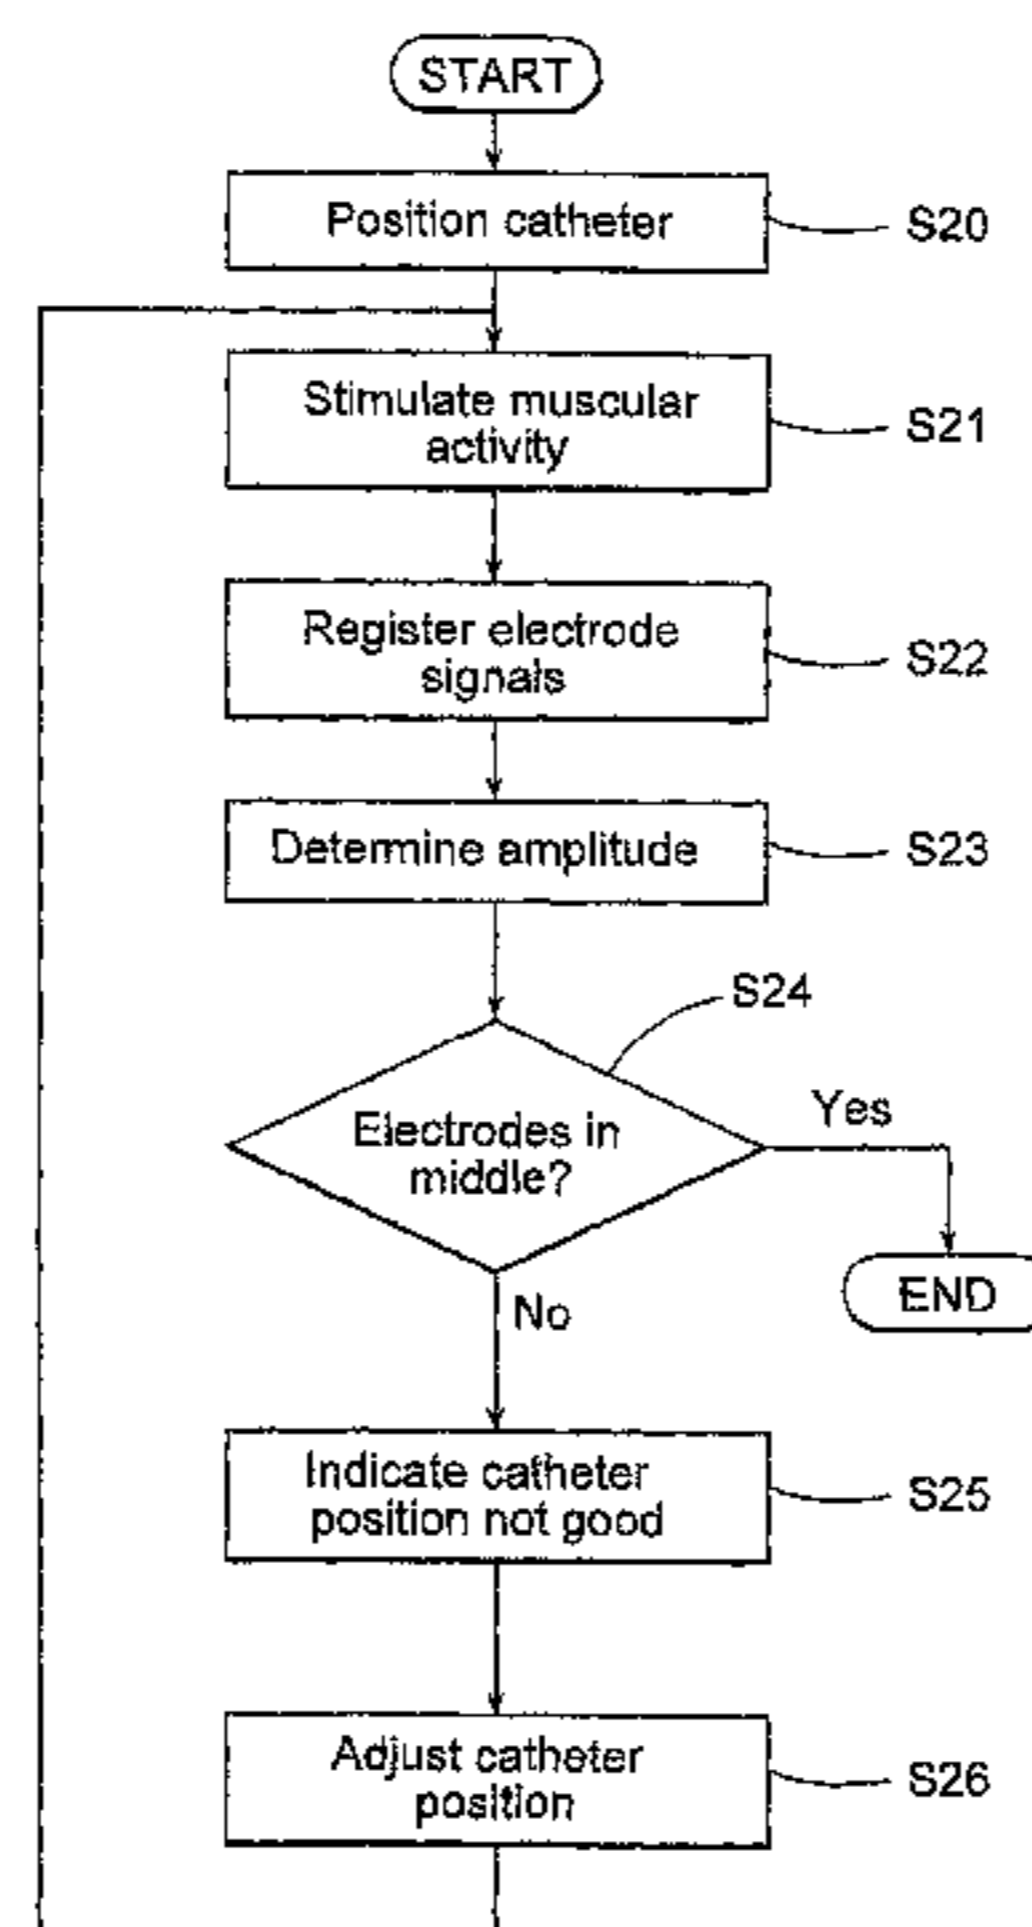 START
Position catheter
S20
Stimulate muscular
activity
S21
Register electrode
signals
S22
Determine amplitude
S23
S24
Electrodes in
middle?
Yes
END
No
Indicate catheter
position not good
S25
Adjust catheter
position
S26